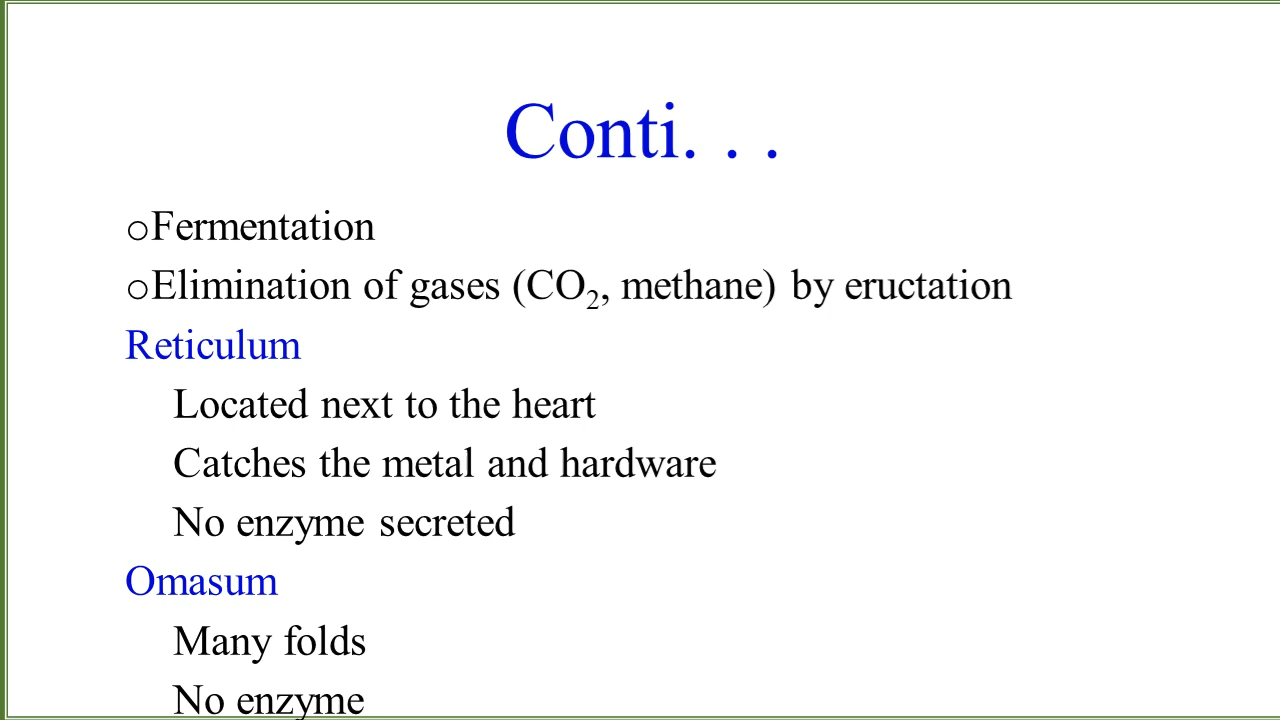 Conti. . .
oFermentation
oElimination of gases (CO₂, methane) by eructation
Reticulum
Located next to the heart
Catches the metal and hardware
No enzyme secreted
Omasum
Many folds
No enzyme